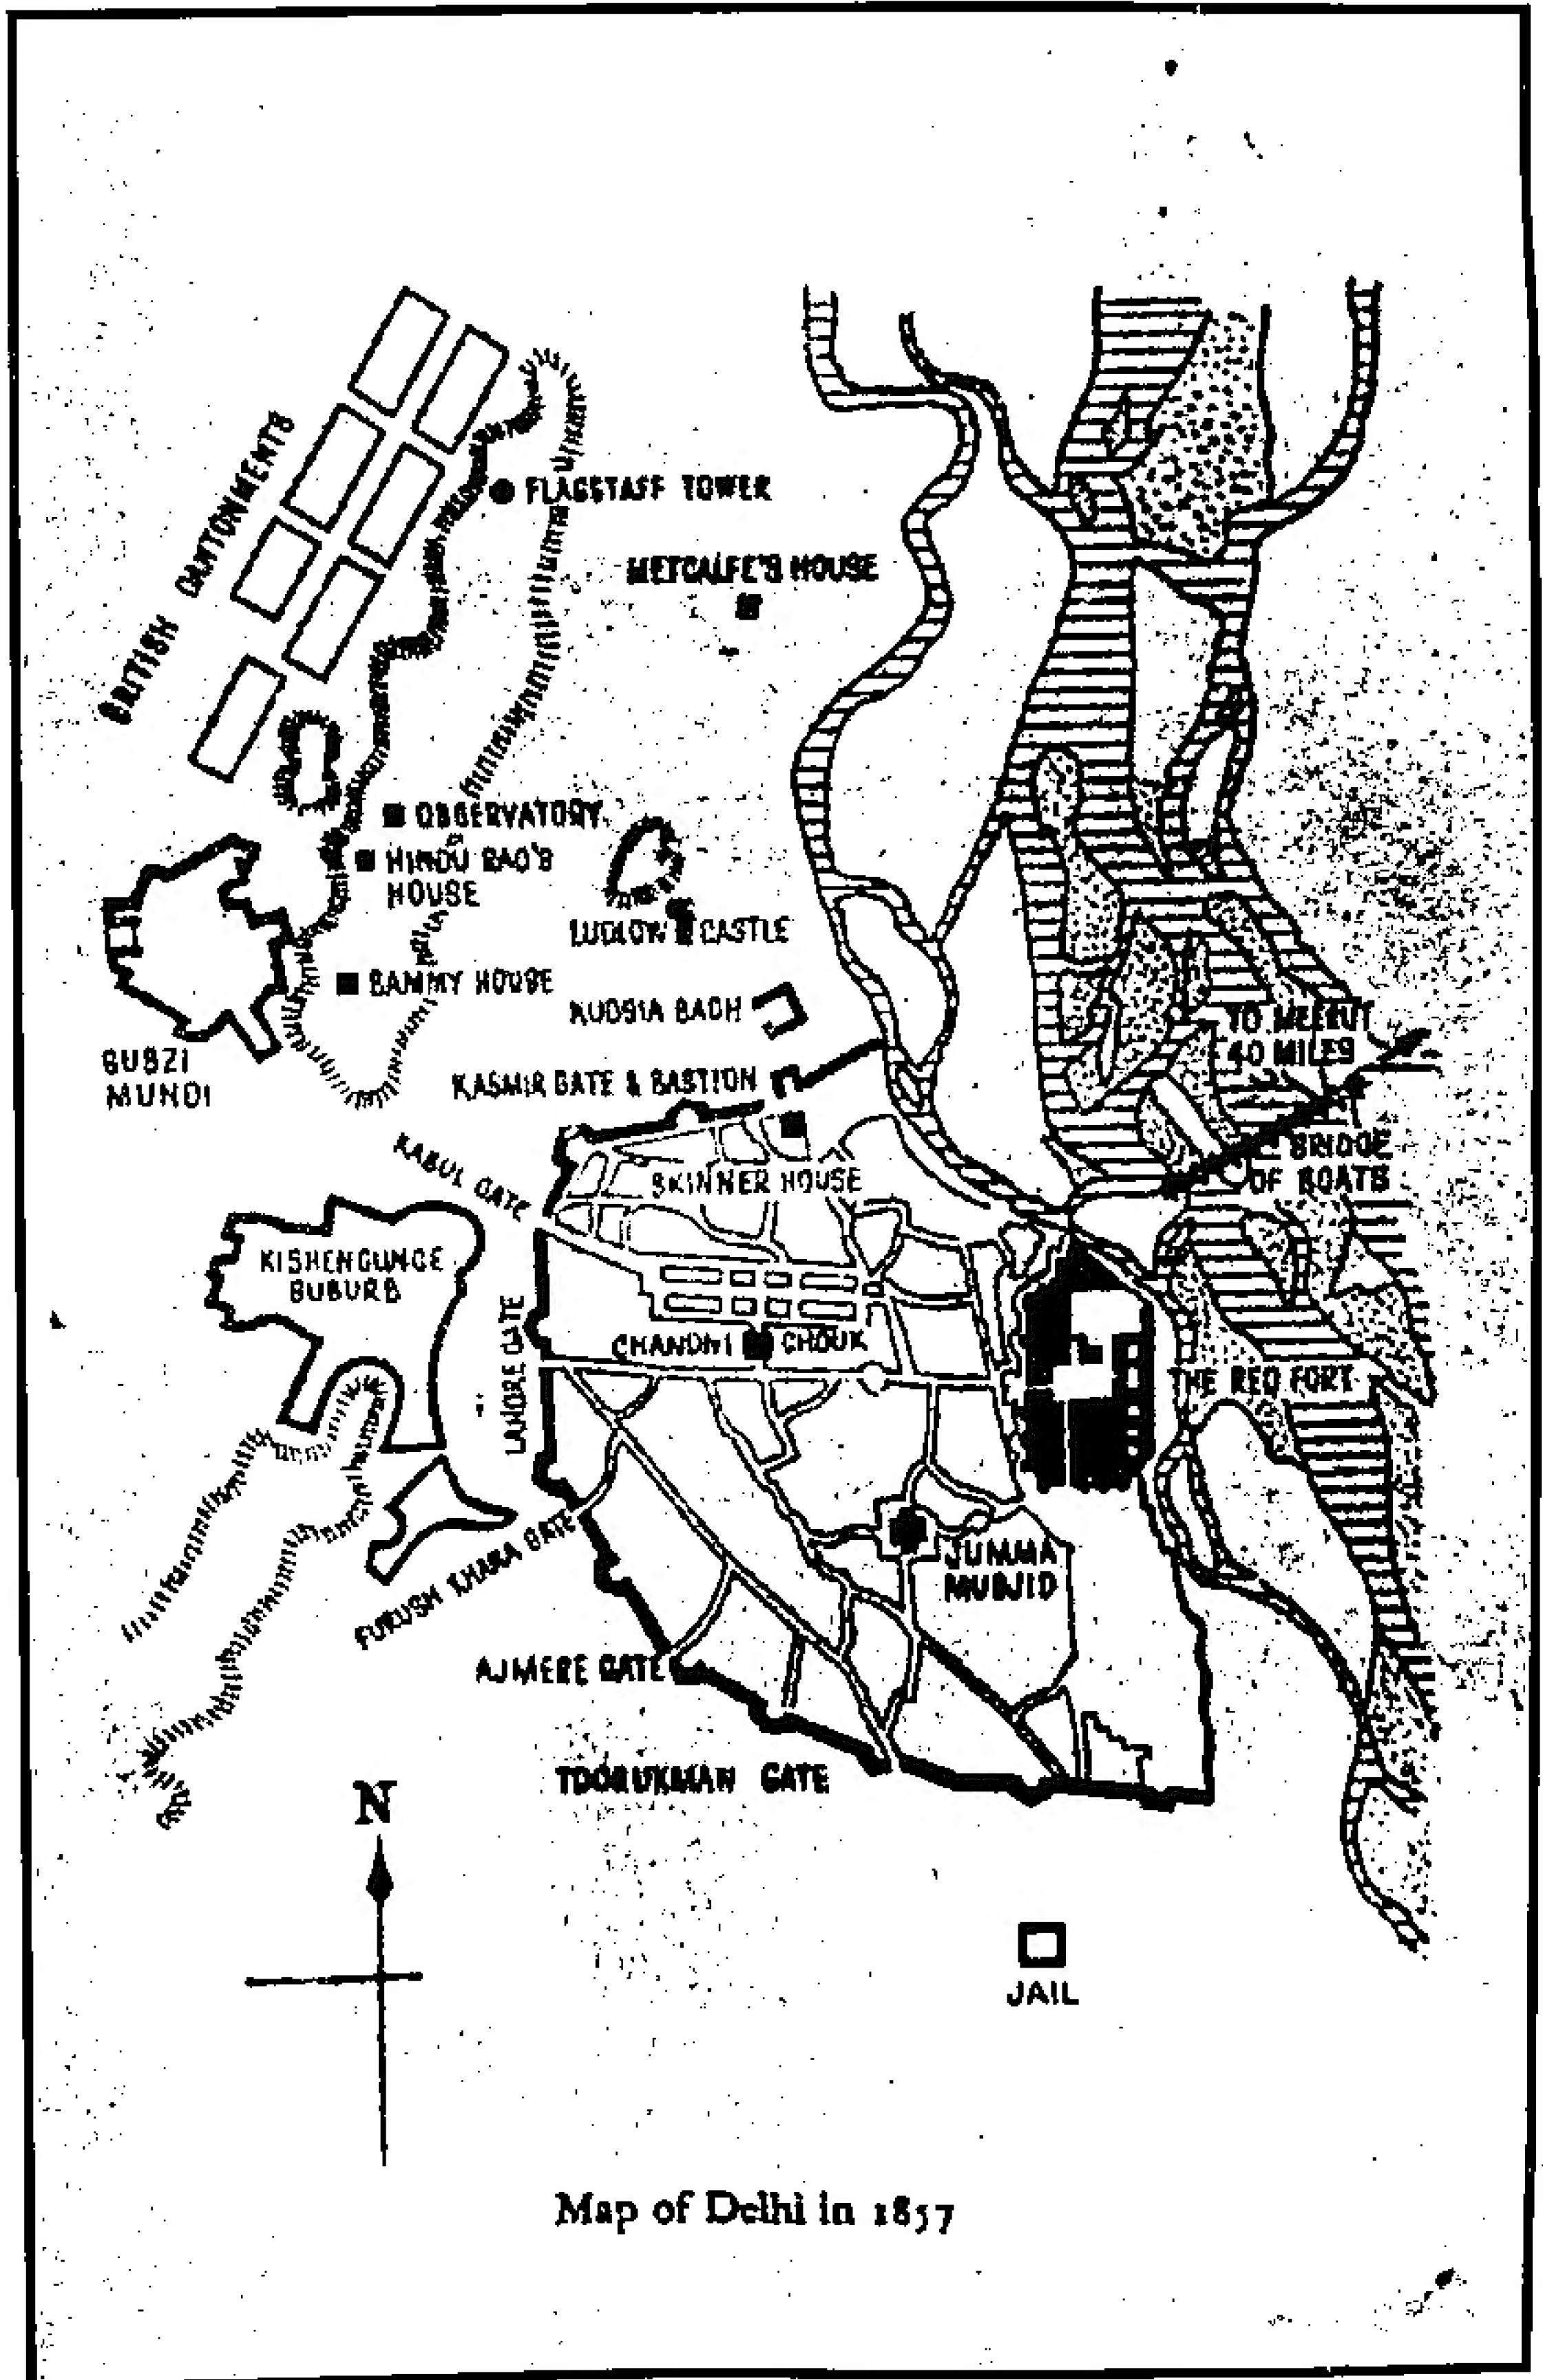 BRITISH CANTONMENTS
FLAGSTAFF TOWER
METCALFE'S HOUSE
OBSERVATORY
HINDU RAO'S
HOUSE
LUDLOW CASTLE
SAMMY HOUSE
KUDSIA BAGH
SUBZI
MUNDI
KASMIR GATE & BASTION
TO MEERUT
40 MILES
BRIDGE
OF BOATS
KABUL GATE
SKINNER HOUSE
KISHENGUNGE
SUBURB
LAHORE GATE
CHANDNI CHOUK
THE RED FORT
FURUSH KHANA GATE
JUMMA
MUSJID
AJMERE GATE
TOORUKMAN GATE
N
JAIL
Map of Delhi in 1857